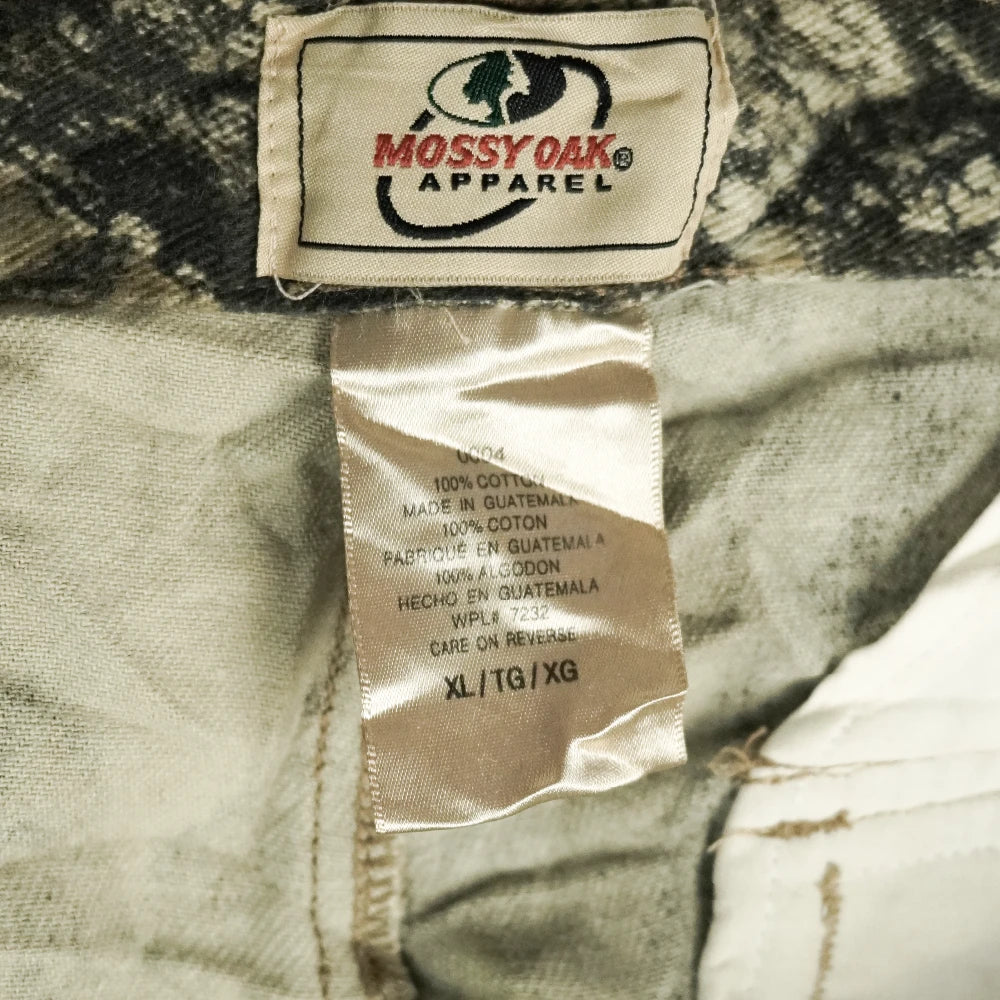 MOSSY OAK®
APPAREL
0004
100% COTTON
MADE IN GUATEMALA
100% COTON
FABRIQUE EN GUATEMALA
100% ALGODON
HECHO EN GUATEMALA
WPL# 7232
CARE ON REVERSE
XL/TG/XG